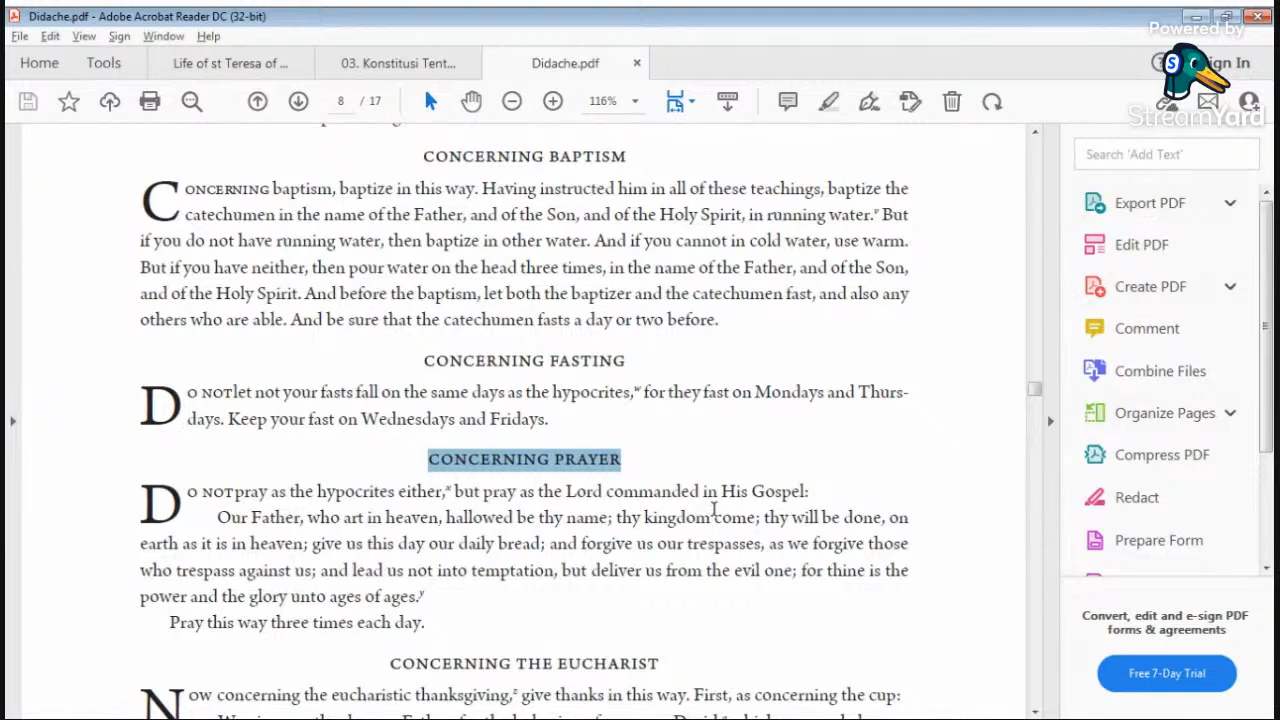 Didache.pdf - Adobe Acrobat Reader DC (32-bit)
File Edit View Sign Window Help
Powered by
Home Tools Life of st Teresa of ... 03. Konstitusi Tent... Didache.pdf × Sign In
8 / 17 116%
StreamYard
CONCERNING BAPTISM
CONCERNING baptism, baptize in this way. Having instructed him in all of these teachings, baptize the
catechumen in the name of the Father, and of the Son, and of the Holy Spirit, in running water.ᵛ But
if you do not have running water, then baptize in other water. And if you cannot in cold water, use warm.
But if you have neither, then pour water on the head three times, in the name of the Father, and of the Son,
and of the Holy Spirit. And before the baptism, let both the baptizer and the catechumen fast, and also any
others who are able. And be sure that the catechumen fasts a day or two before.
CONCERNING FASTING
DO NOT let not your fasts fall on the same days as the hypocrites,ʷ for they fast on Mondays and Thurs-
days. Keep your fast on Wednesdays and Fridays.
CONCERNING PRAYER
DO NOT pray as the hypocrites either,ˣ but pray as the Lord commanded in His Gospel:
Our Father, who art in heaven, hallowed be thy name; thy kingdom come; thy will be done, on
earth as it is in heaven; give us this day our daily bread; and forgive us our trespasses, as we forgive those
who trespass against us; and lead us not into temptation, but deliver us from the evil one; for thine is the
power and the glory unto ages of ages.ʸ
Pray this way three times each day.
CONCERNING THE EUCHARIST
NOW concerning the eucharistic thanksgiving,ᶻ give thanks in this way. First, as concerning the cup:
Search 'Add Text'
Export PDF
Edit PDF
Create PDF
Comment
Combine Files
Organize Pages
Compress PDF
Redact
Prepare Form
Convert, edit and e-sign PDF
forms & agreements
Free 7-Day Trial